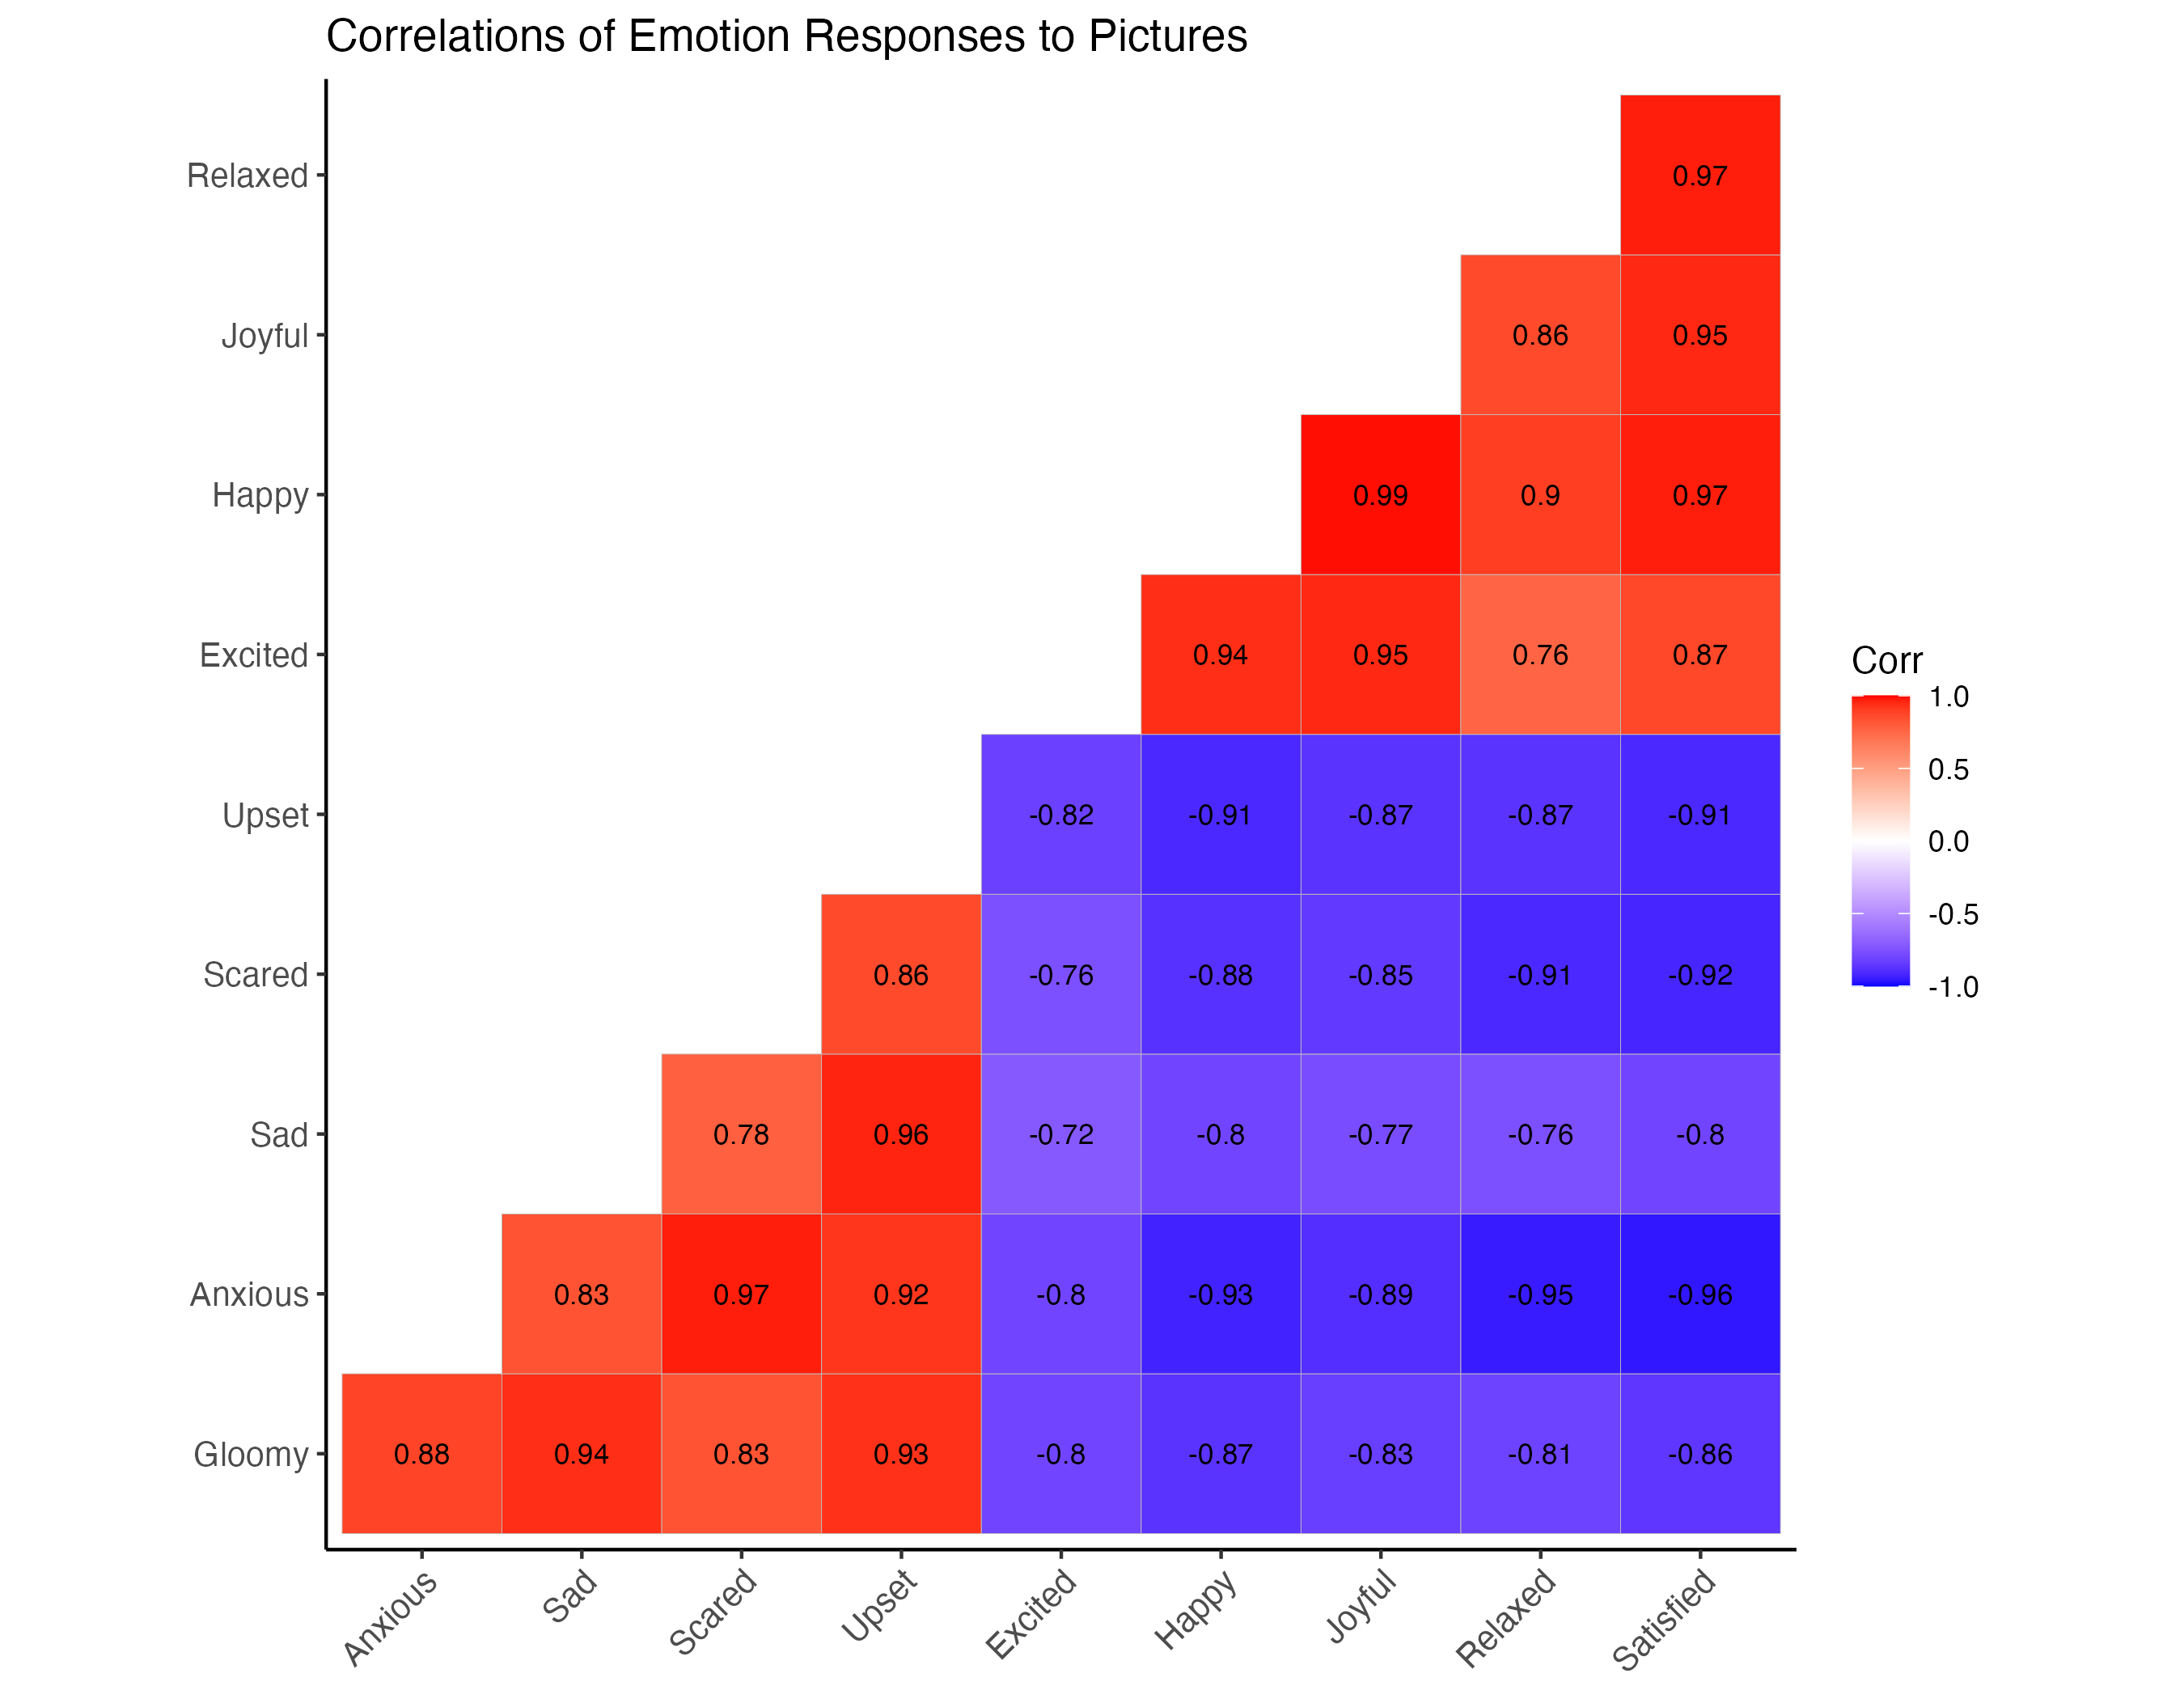 Correlations of Emotion Responses to Pictures
Relaxed 0.97
Joyful 0.86 0.95
Happy 0.99 0.9 0.97
Excited 0.94 0.95 0.76 0.87
Upset -0.82 -0.91 -0.87 -0.87 -0.91
Scared 0.86 -0.76 -0.88 -0.85 -0.91 -0.92
Sad 0.78 0.96 -0.72 -0.8 -0.77 -0.76 -0.8
Anxious 0.83 0.97 0.92 -0.8 -0.93 -0.89 -0.95 -0.96
Gloomy 0.88 0.94 0.83 0.93 -0.8 -0.87 -0.83 -0.81 -0.86
Anxious Sad Scared Upset Excited Happy Joyful Relaxed Satisfied
Corr
1.0
0.5
0.0
-0.5
-1.0